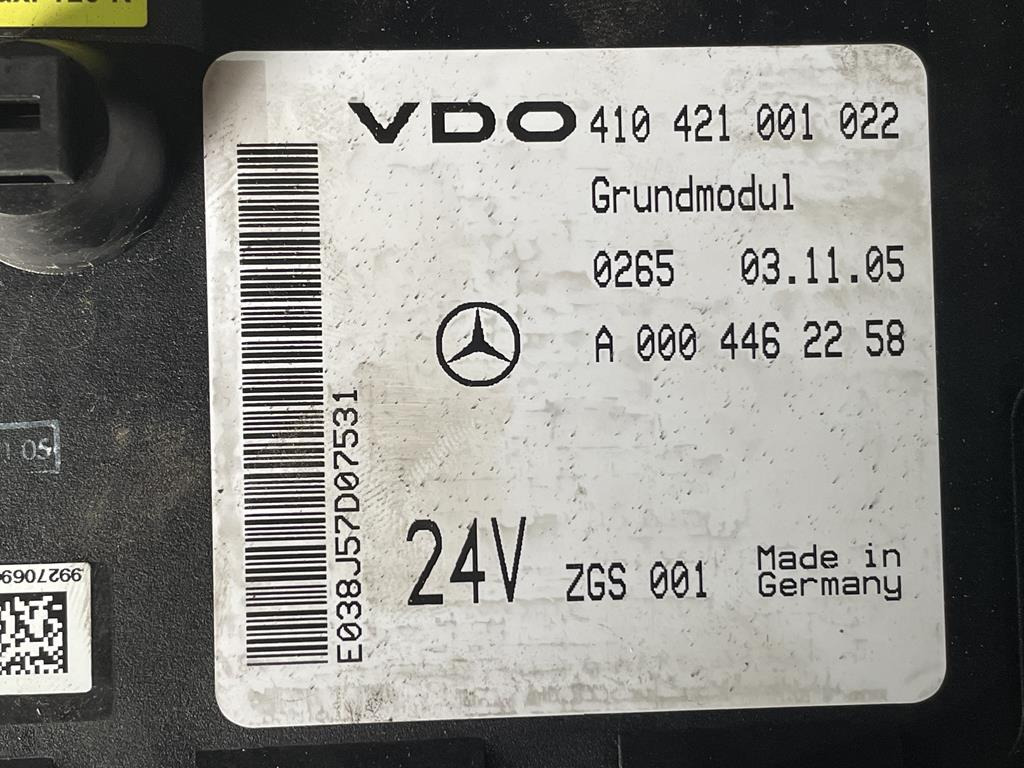 VDO 410 421 001 022
Grundmodul
0265 03.11.05
A 000 446 22 58
E038J57D07531
24V ZGS 001
Made in
Germany
05